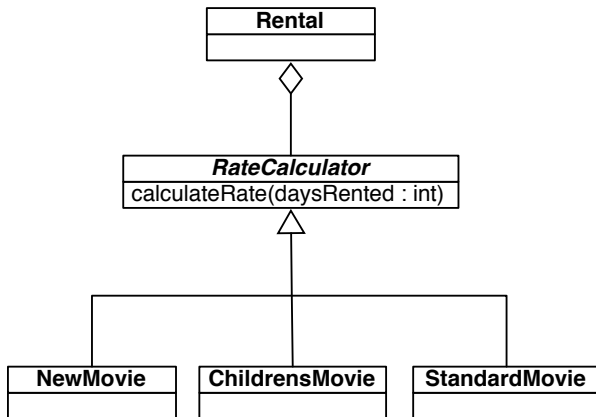 Rental
RateCalculator
calculateRate(daysRented : int)
NewMovie
ChildrensMovie
StandardMovie